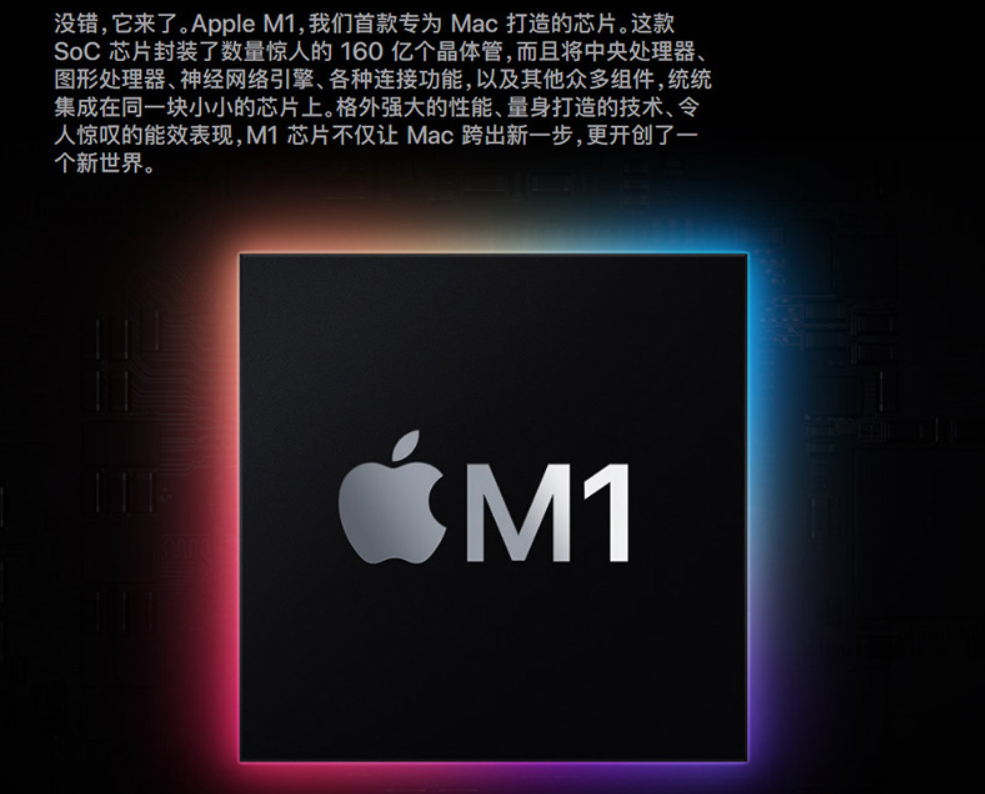 没错，它来了。Apple M1，我们首款专为 Mac 打造的芯片。这款
SoC 芯片封装了数量惊人的 160 亿个晶体管，而且将中央处理器、
图形处理器、神经网络引擎、各种连接功能，以及其他众多组件，统统
集成在同一块小小的芯片上。格外强大的性能、量身打造的技术、令
人惊叹的能效表现，M1 芯片不仅让 Mac 跨出新一步，更开创了一
个新世界。
M1